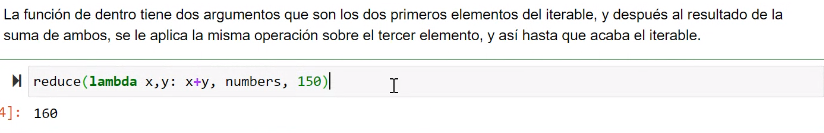 La función de dentro tiene dos argumentos que son los dos primeros elementos del iterable, y después al resultado de la
suma de ambos, se le aplica la misma operación sobre el tercer elemento, y así hasta que acaba el iterable.
reduce(lambda x,y: x+y, numbers, 150)
4]: 160